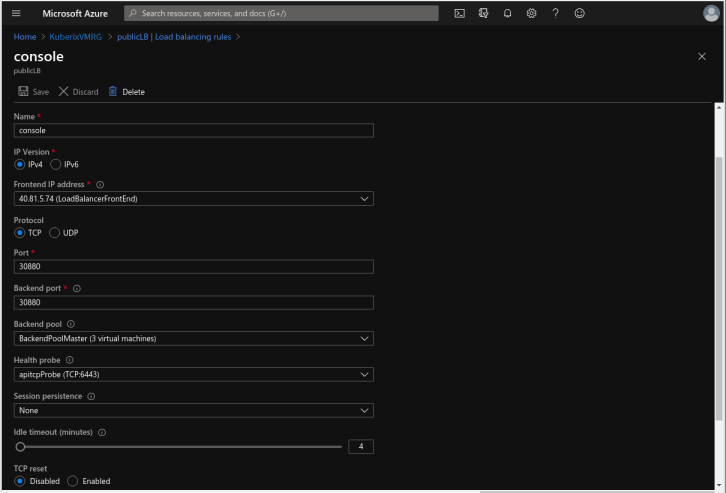 Microsoft Azure
Search resources, services, and docs (G+/)
Home > KuberixVMRG > publicLB | Load balancing rules >
console
publicLB
Save Discard Delete
Name *
console
IP Version *
IPv4 IPv6
Frontend IP address *
40.81.5.74 (LoadBalancerFrontEnd)
Protocol
TCP UDP
Port *
30880
Backend port *
30880
Backend pool
BackendPoolMaster (3 virtual machines)
Health probe
apitcpProbe (TCP:6443)
Session persistence
None
Idle timeout (minutes)
4
TCP reset
Disabled Enabled